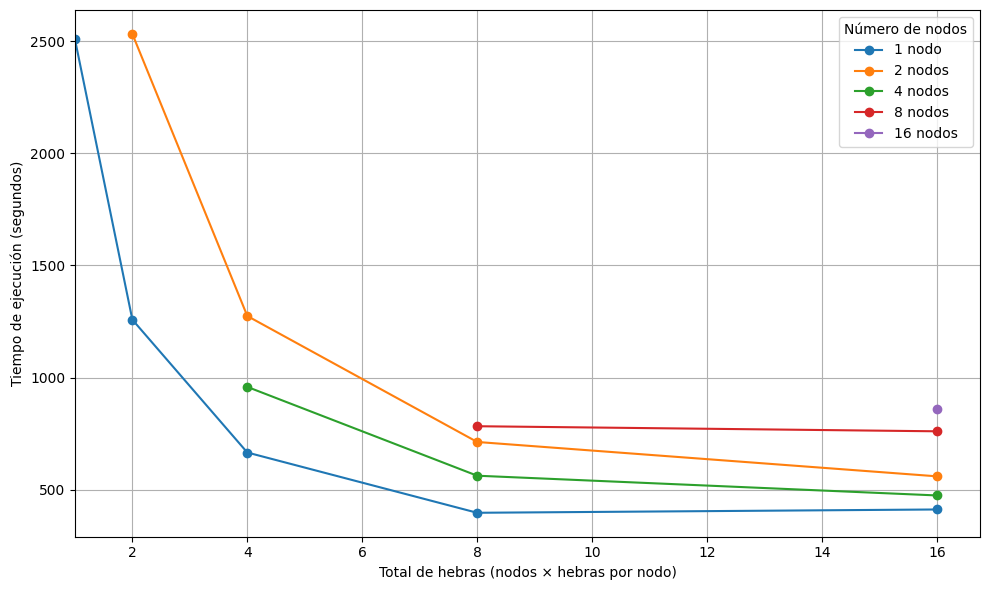 Número de nodos
1 nodo
2 nodos
4 nodos
8 nodos
16 nodos
Tiempo de ejecución (segundos)
2500
2000
1500
1000
500
2 4 6 8 10 12 14 16
Total de hebras (nodos × hebras por nodo)